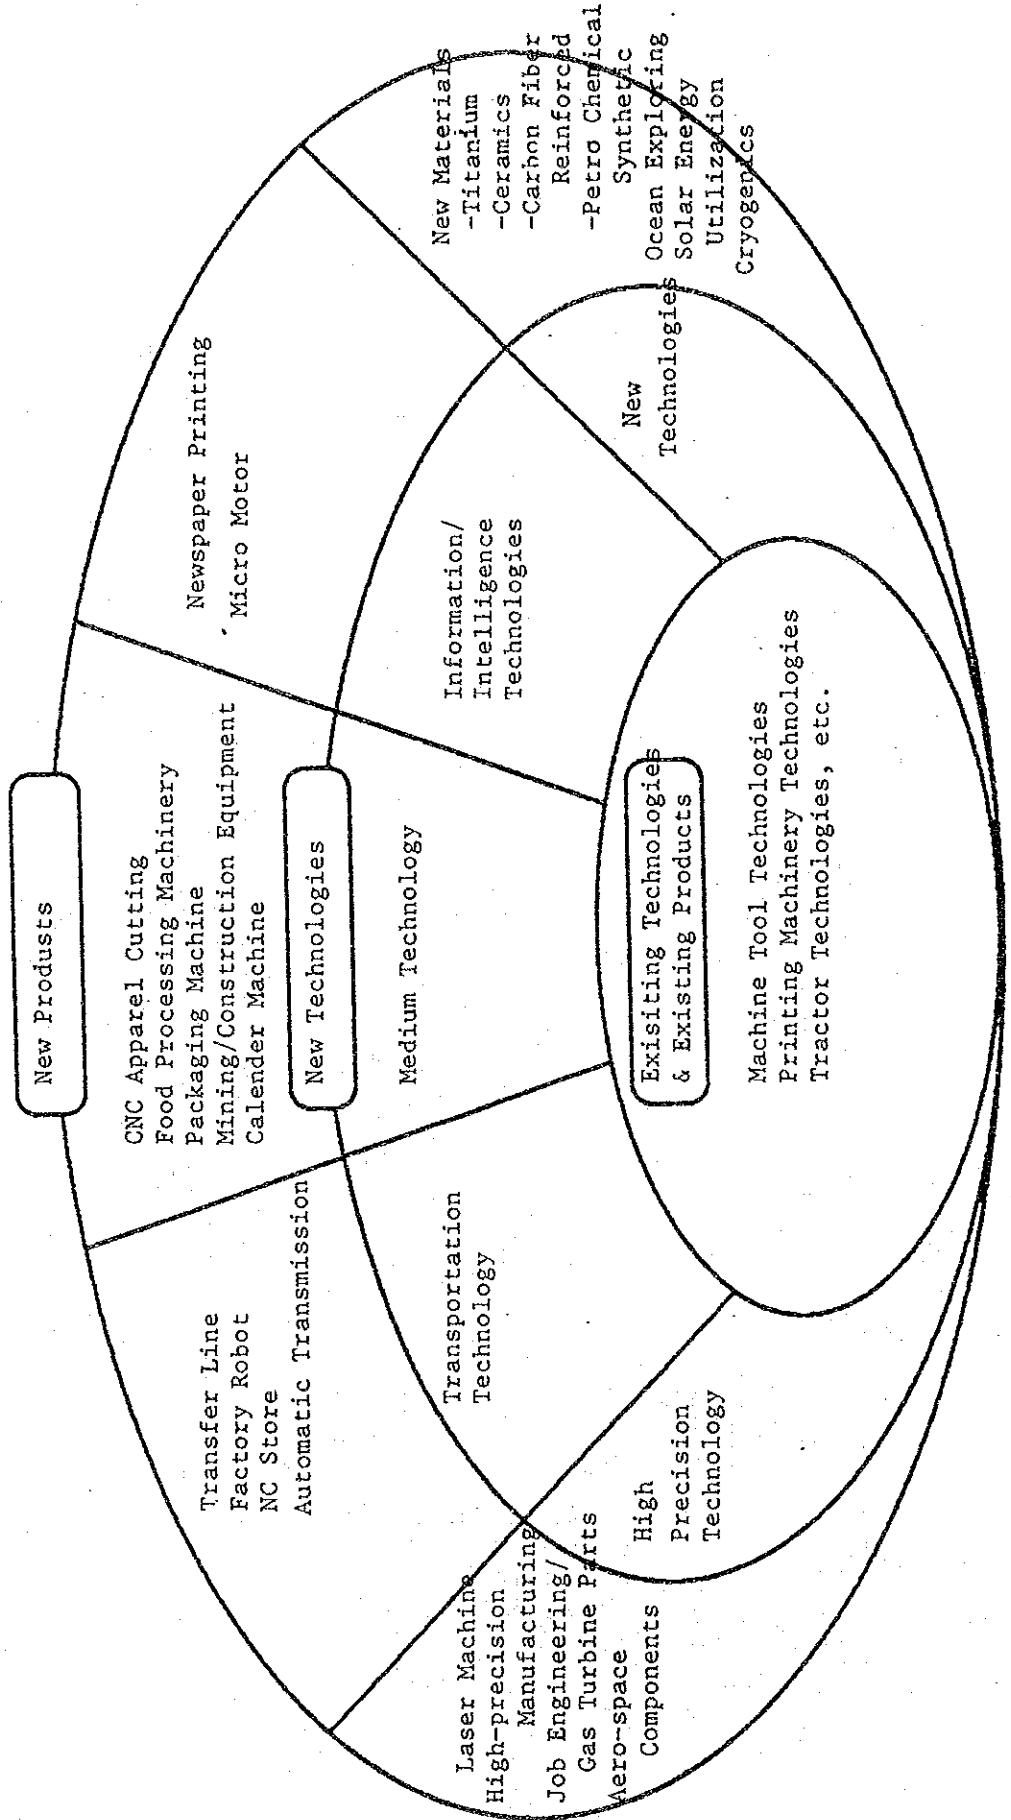 New Produsts
CNC Apparel Cutting
Food Processing Machinery
Packaging Machine
Mining/Construction Equipment
Calender Machine
Newspaper Printing
Micro Motor
Transfer Line
Factory Robot
NC Store
Automatic Transmission
New Technologies
Medium Technology
Information/
Intelligence
Technologies
Transportation
Technology
New Materials
-Titanium
-Ceramics
-Carbon Fiber
Reinforced
-Petro Chemical
Synthetic
Ocean Exploring
Solar Energy
Utilization
Cryogenics
New
Technologies
Laser Machine
High-precision
Manufacturing
Job Engineering/
Gas Turbine Parts
Aero-space
Components
High
Precision
Technology
Exisiting Technologies
& Existing Products
Machine Tool Technologies
Printing Machinery Technologies
Tractor Technologies, etc.